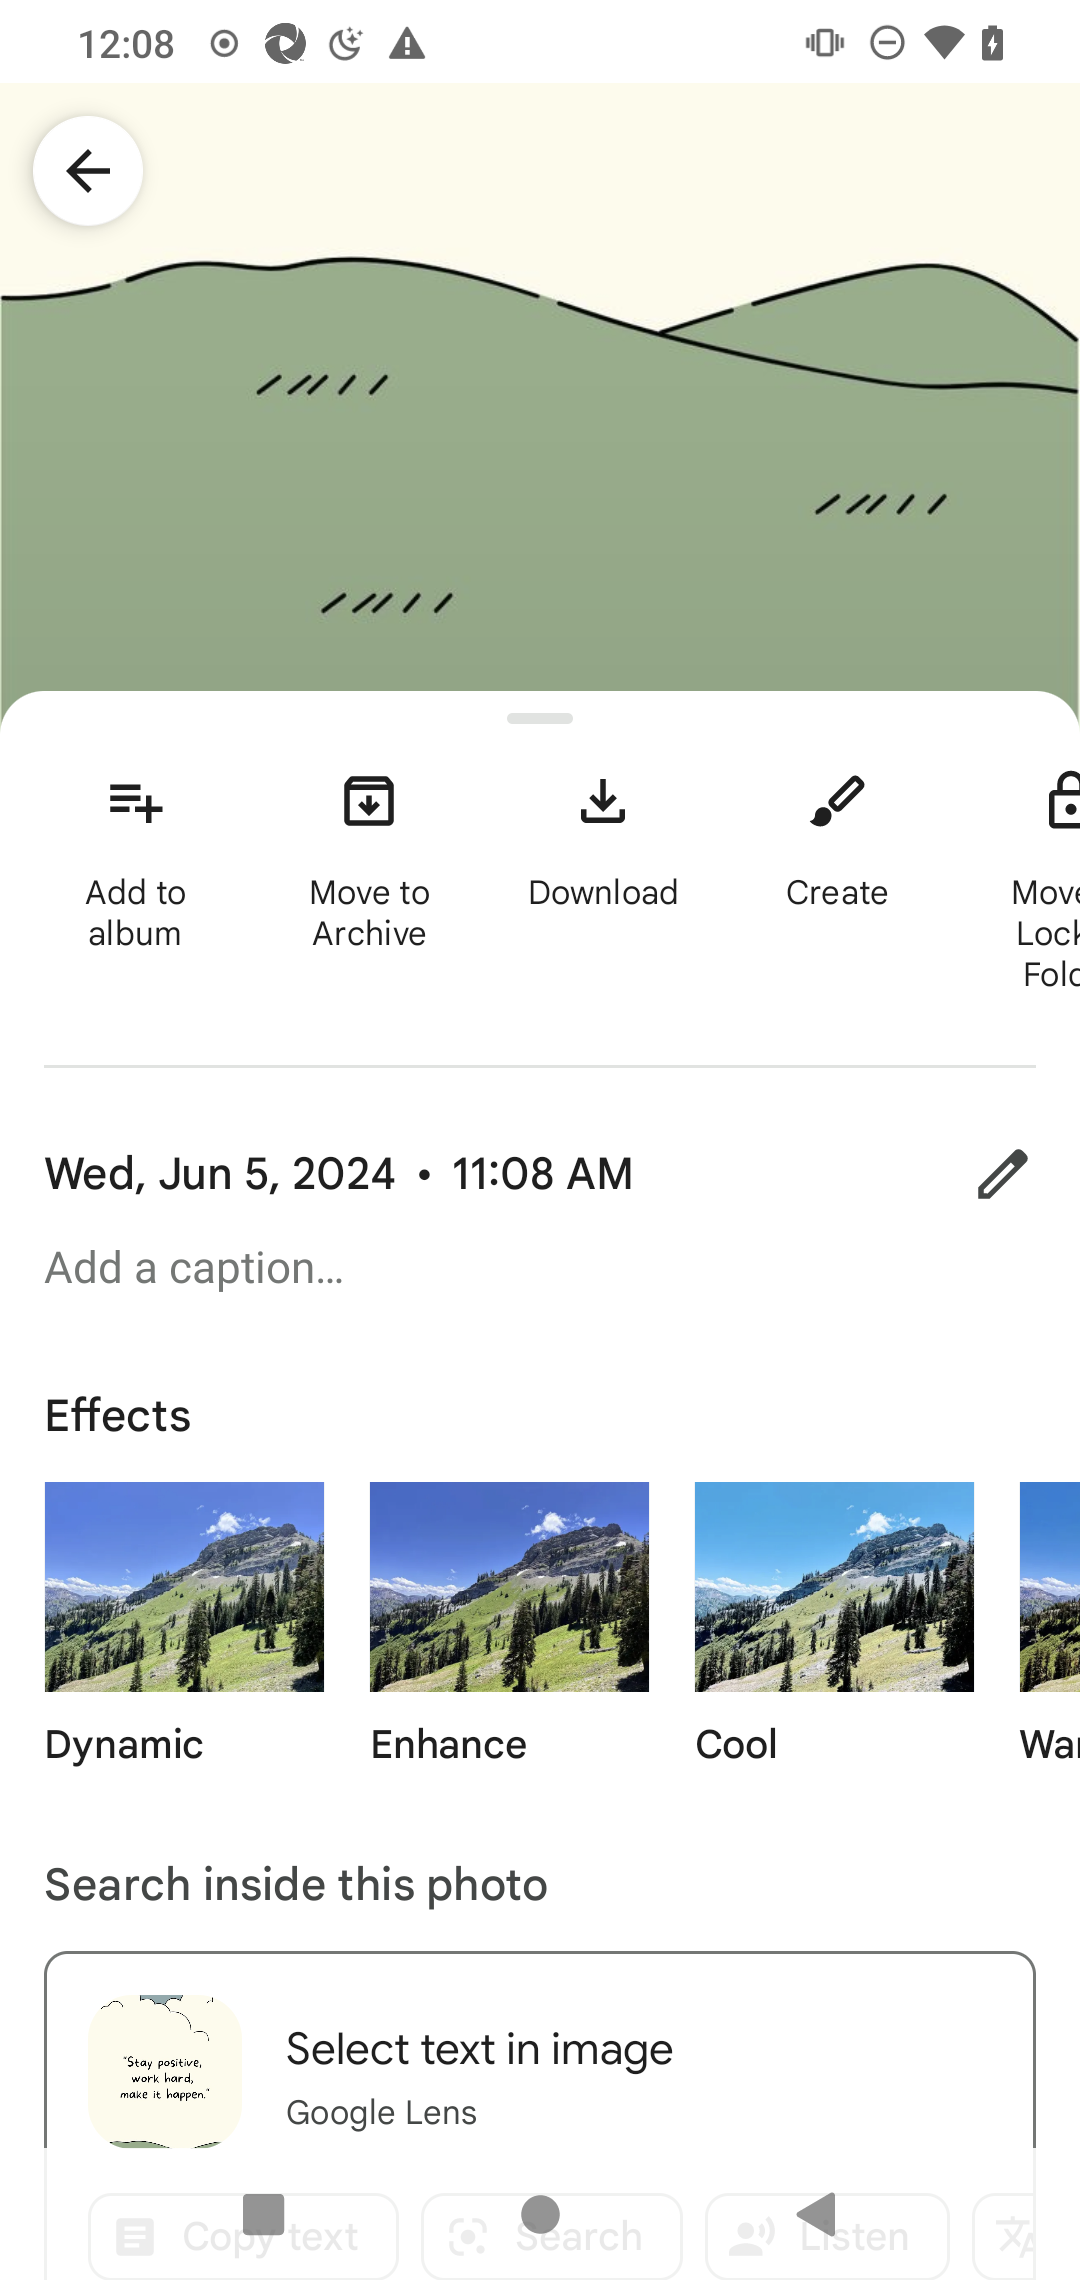 12:08
Add to
album
Move to
Archive
Download
Create
Move
Lock
Fold
Wed, Jun 5, 2024 • 11:08 AM
Add a caption…
Effects
Dynamic
Enhance
Cool
War
Search inside this photo
"Stay positive,
work hard,
make it happen."
Select text in image
Google Lens
Copy text
Search
Listen